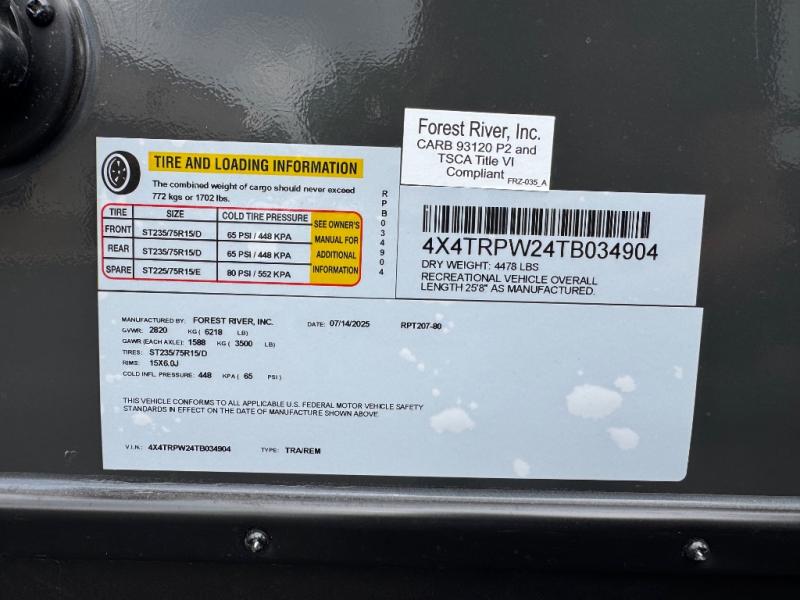 Forest River, Inc.
CARB 93120 P2 and
TSCA Title VI
Compliant
FRZ-035_A
TIRE AND LOADING INFORMATION
The combined weight of cargo should never exceed
772 kgs or 1702 lbs.
TIRE SIZE COLD TIRE PRESSURE
FRONT ST235/75R15/D 65 PSI / 448 KPA
REAR ST235/75R15/D 65 PSI / 448 KPA
SPARE ST225/75R15/E 80 PSI / 552 KPA
SEE OWNER'S
MANUAL FOR
ADDITIONAL
INFORMATION
RPB034904
4X4TRPW24TB034904
DRY WEIGHT: 4478 LBS
RECREATIONAL VEHICLE OVERALL
LENGTH 25'8" AS MANUFACTURED.
MANUFACTURED BY: FOREST RIVER, INC. DATE: 07/14/2025 RPT207-80
GVWR: 2820 KG ( 6218 LB)
GAWR (EACH AXLE): 1588 KG ( 3500 LB)
TIRES: ST235/75R15/D
RIMS: 15X6.0J
COLD INFL. PRESSURE: 448 KPA ( 65 PSI)
THIS VEHICLE CONFORMS TO ALL APPLICABLE U.S. FEDERAL MOTOR VEHICLE SAFETY
STANDARDS IN EFFECT ON THE DATE OF MANUFACTURE SHOWN ABOVE.
V.I.N.: 4X4TRPW24TB034904 TYPE: TRA/REM